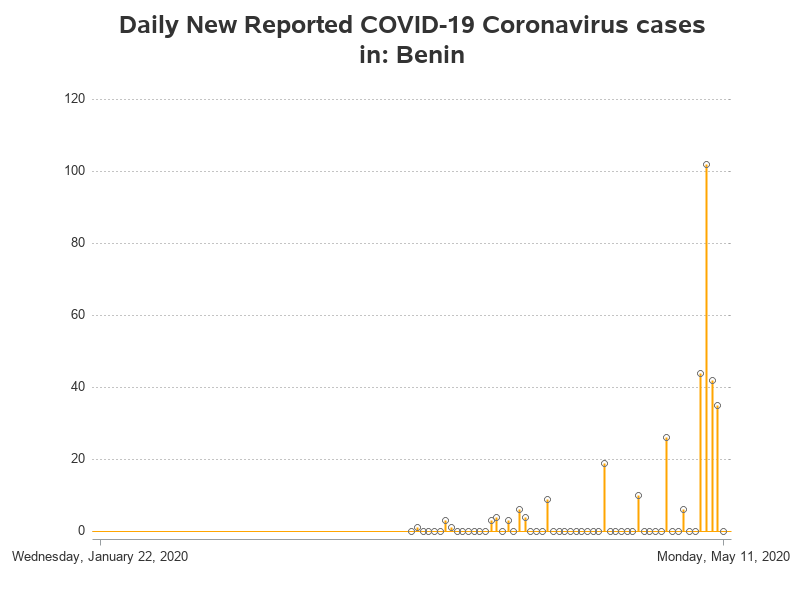 Daily New Reported COVID-19 Coronavirus cases
in: Benin
120
100
80
60
40
20
0
Wednesday, January 22, 2020
Monday, May 11, 2020